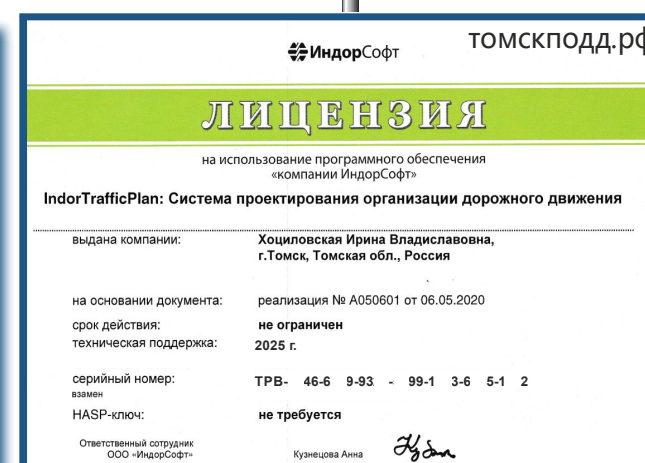 томскподд.рф
ИндорСофт
ЛИЦЕНЗИЯ
на использование программного обеспечения
«компании ИндорСофт»
IndorTrafficPlan: Система проектирования организации дорожного движения
выдана компании: Хоциловская Ирина Владиславовна,
г.Томск, Томская обл., Россия
на основании документа: реализация № А050601 от 06.05.2020
срок действия: не ограничен
техническая поддержка: 2025 г.
серийный номер: ТРВ- 46-6 9-93 - 99-1 3-6 5-1 2
взамен
HASP-ключ: не требуется
Ответственный сотрудник
ООО «ИндорСофт» Кузнецова Анна